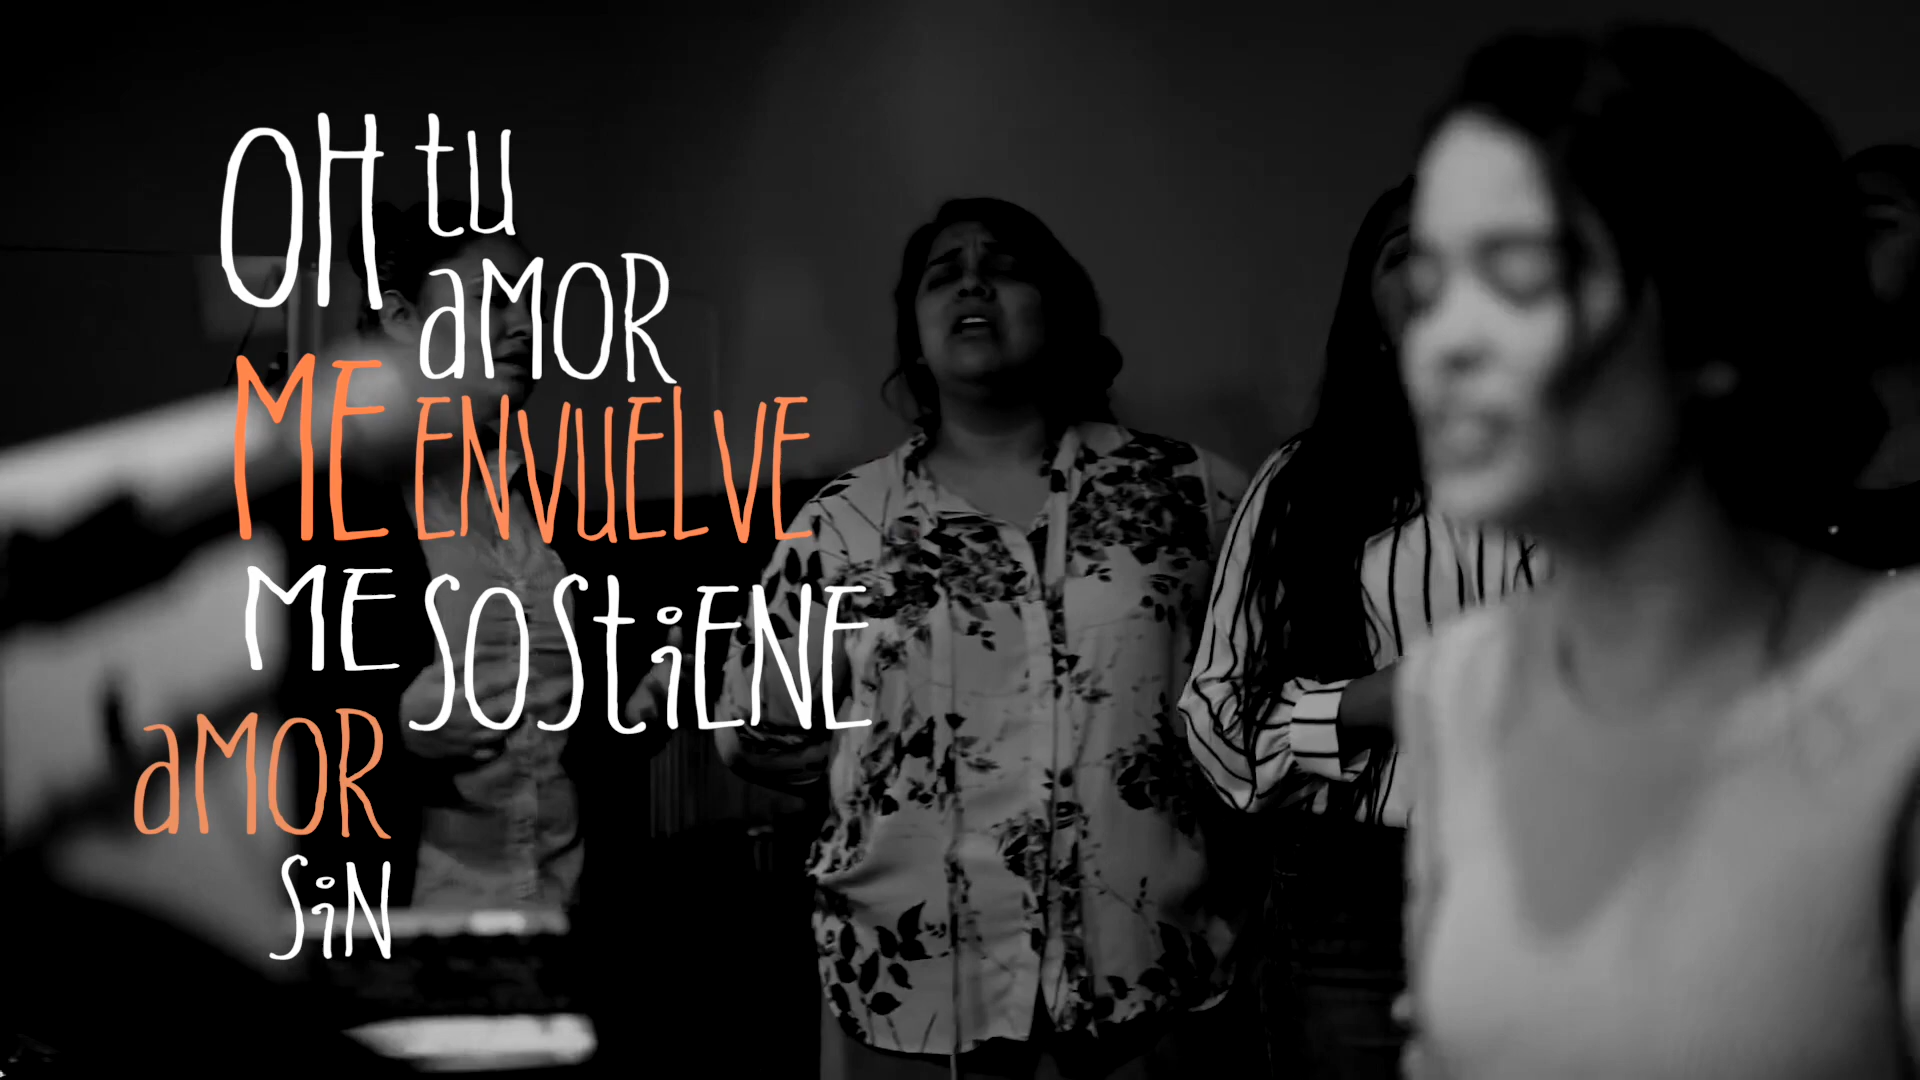 OH tu
aMOR
ME ENVUELVE
ME SOStiENE
aMOR
SiN